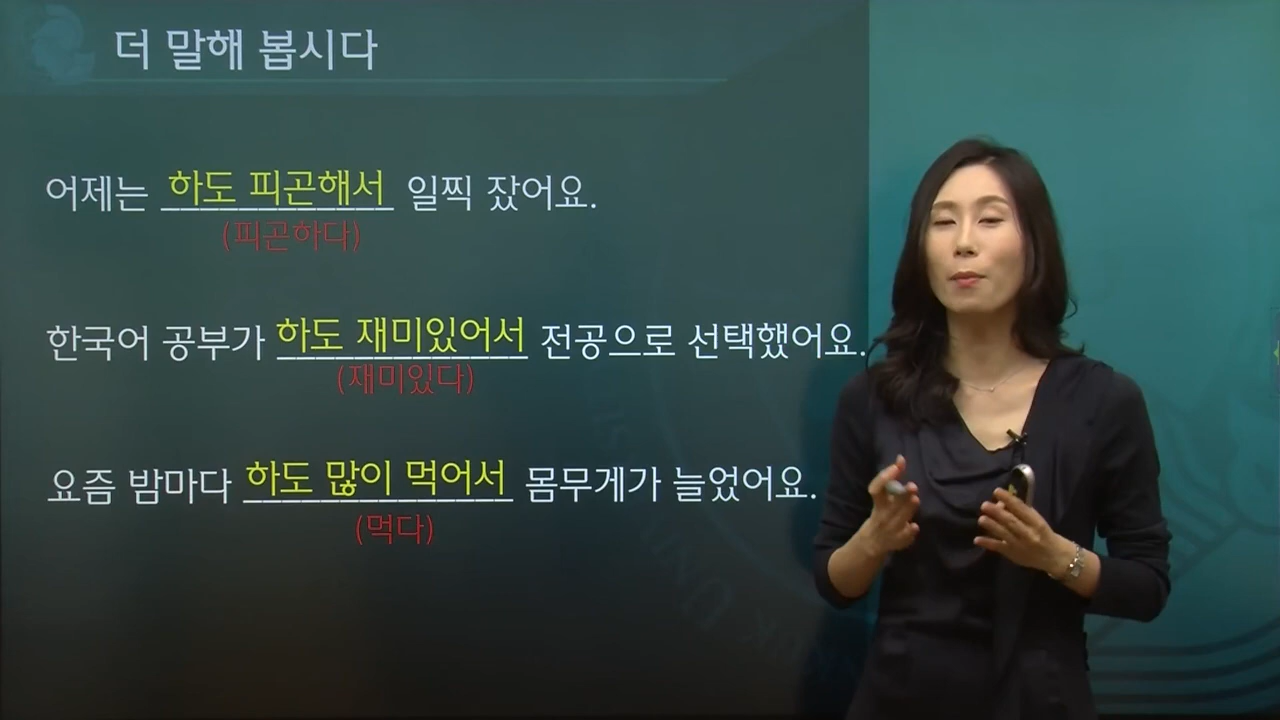 더 말해 봅시다
어제는 하도 피곤해서 일찍 잤어요.
(피곤하다)
한국어 공부가 하도 재미있어서 전공으로 선택했어요.
(재미있다)
요즘 밤마다 하도 많이 먹어서 몸무게가 늘었어요.
(먹다)